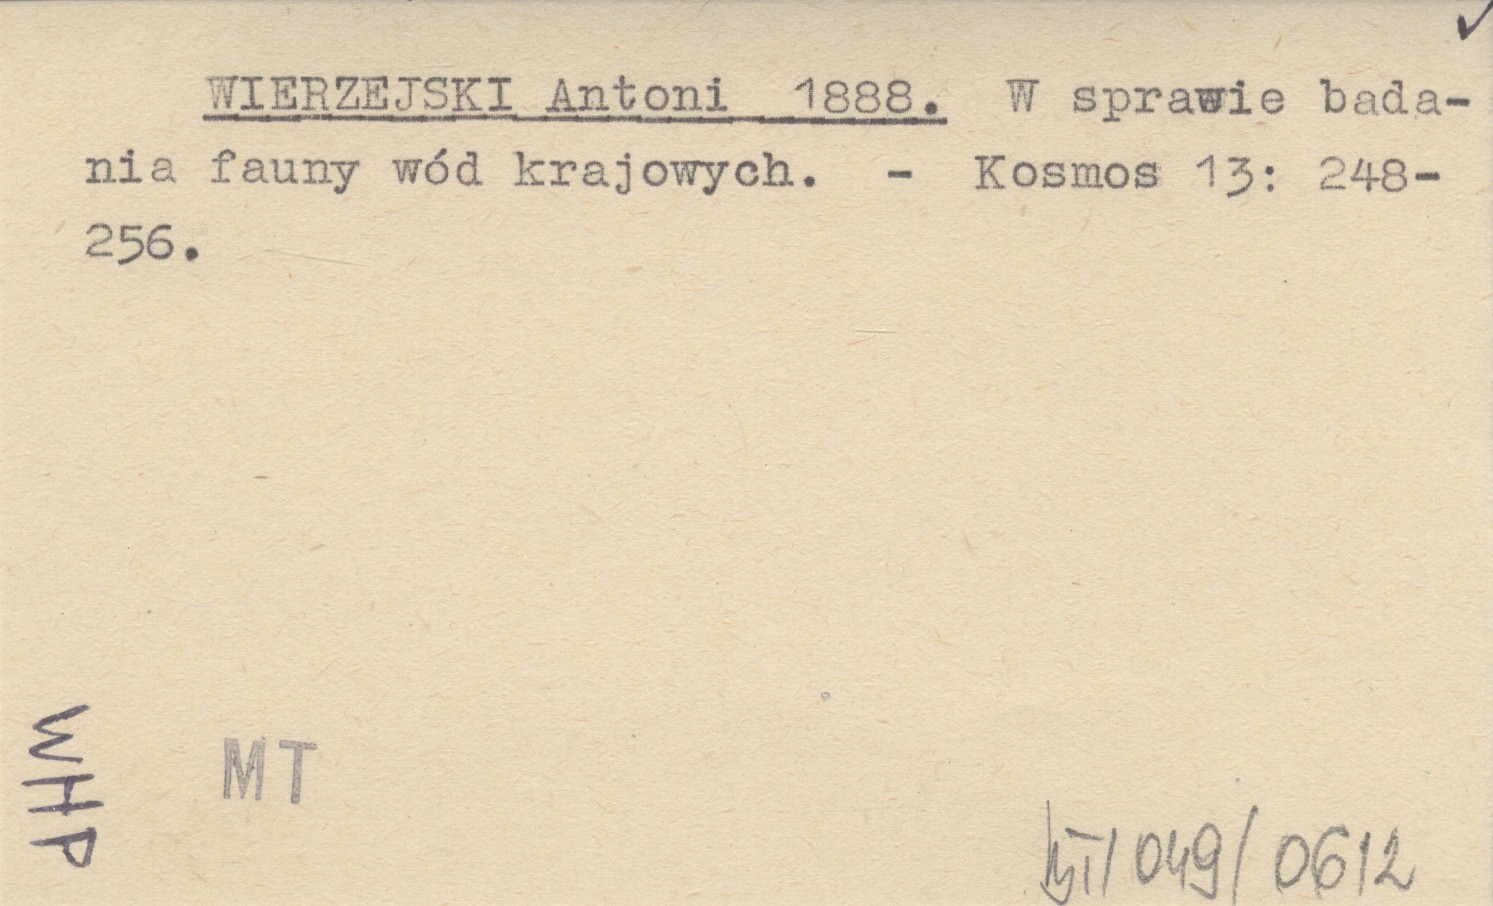 WIERZEJSKI Antoni 1888. W sprawie bada-
nia fauny wód krajowych. - Kosmos 13: 248-
256.
WHP
MT
049/0612